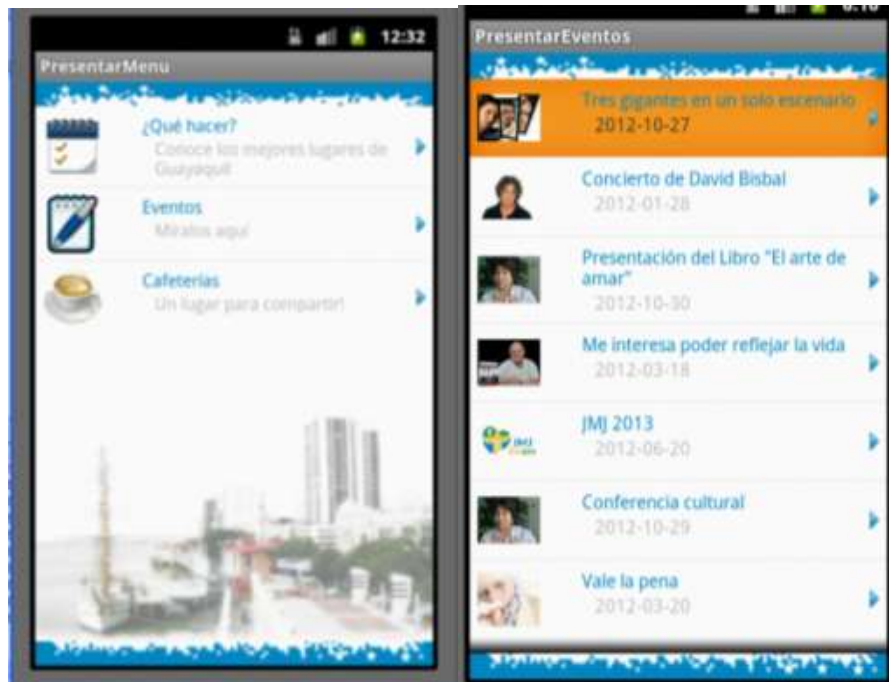 12:32
PresentarMenu
¿Qué hacer?
Conoce los mejores lugares de
Guayaquil
Eventos
Míralos aquí
Cafeterías
Un lugar para compartir!
PresentarEventos
Tres gigantes en un solo escenario
2012-10-27
Concierto de David Bisbal
2012-01-28
Presentación del Libro "El arte de
amar"
2012-10-30
Me interesa poder reflejar la vida
2012-03-18
JMJ 2013
2012-06-20
JMJ
Conferencia cultural
2012-10-29
Vale la pena
2012-03-20